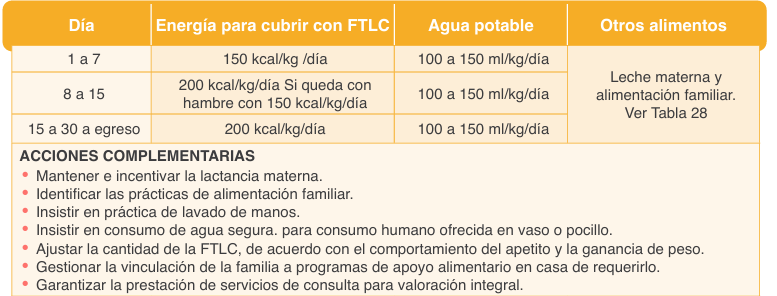 Día Energía para cubrir con FTLC Agua potable Otros alimentos
1 a 7 150 kcal/kg /día 100 a 150 ml/kg/día
8 a 15 200 kcal/kg/día Si queda con
hambre con 150 kcal/kg/día 100 a 150 ml/kg/día
15 a 30 a egreso 200 kcal/kg/día 100 a 150 ml/kg/día
Leche materna y
alimentación familiar.
Ver Tabla 28
ACCIONES COMPLEMENTARIAS
• Mantener e incentivar la lactancia materna.
• Identificar las prácticas de alimentación familiar.
• Insistir en práctica de lavado de manos.
• Insistir en consumo de agua segura. para consumo humano ofrecida en vaso o pocillo.
• Ajustar la cantidad de la FTLC, de acuerdo con el comportamiento del apetito y la ganancia de peso.
• Gestionar la vinculación de la familia a programas de apoyo alimentario en casa de requerirlo.
• Garantizar la prestación de servicios de consulta para valoración integral.